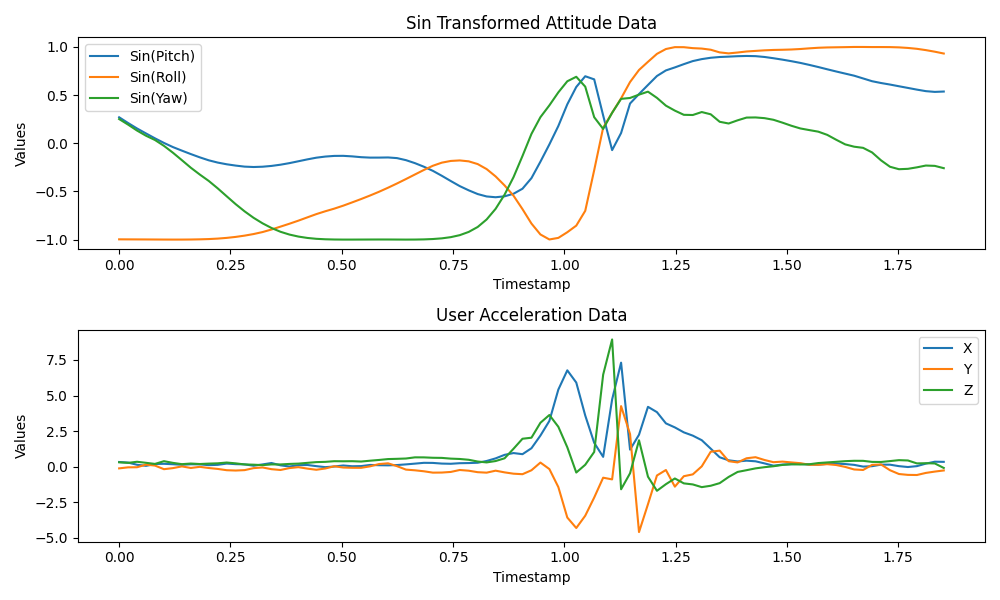 Sin Transformed Attitude Data
1.0
0.5
0.0
−0.5
−1.0
Values
Sin(Pitch)
Sin(Roll)
Sin(Yaw)
0.00 0.25 0.50 0.75 1.00 1.25 1.50 1.75
Timestamp
User Acceleration Data
7.5
5.0
2.5
0.0
−2.5
−5.0
Values
X
Y
Z
0.00 0.25 0.50 0.75 1.00 1.25 1.50 1.75
Timestamp